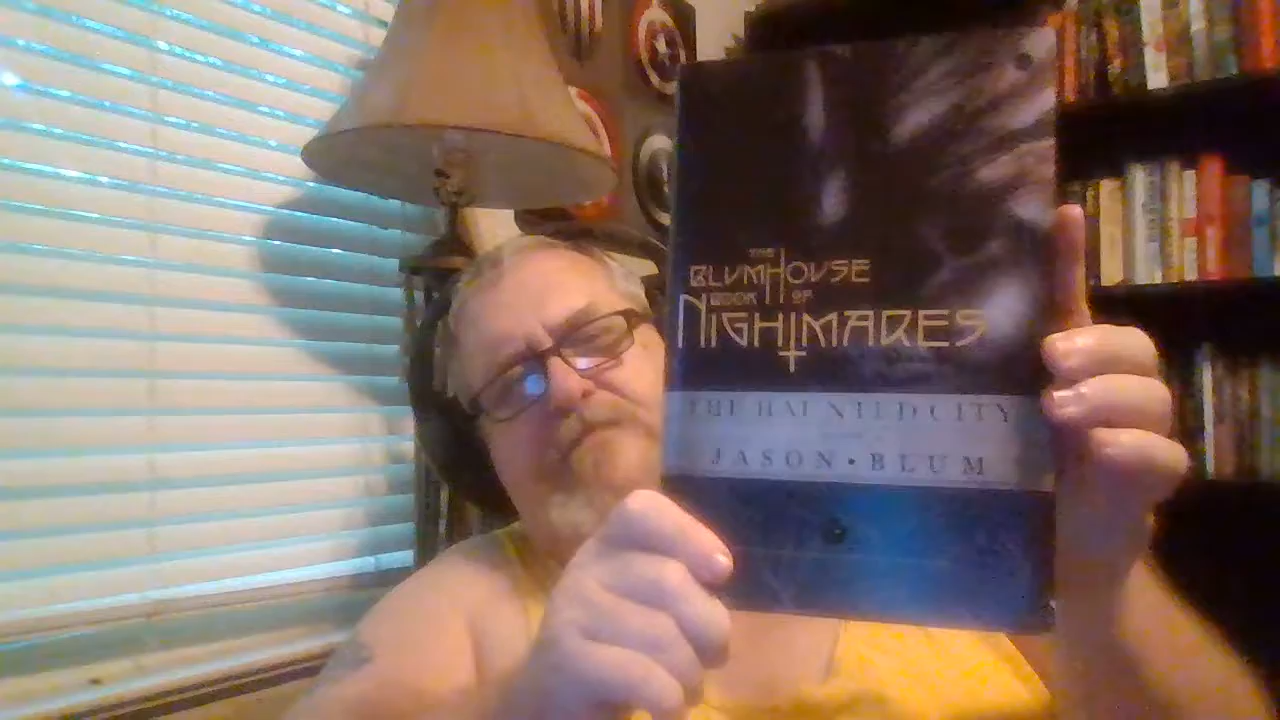 THE
BLUMHOUSE
BOOK OF
NIGHTMARES
THE HAUNTED CITY
JASON • BLUM